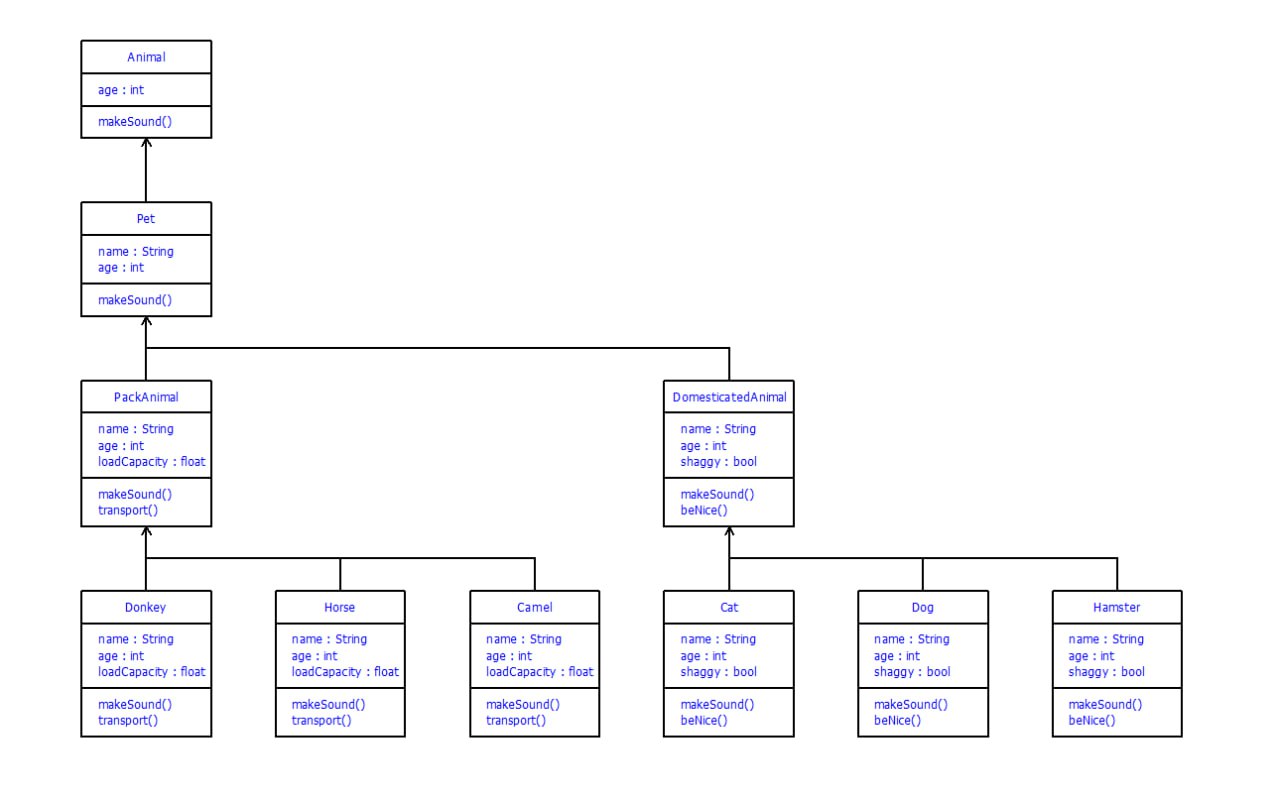 Animal
age : int
makeSound()
Pet
name : String
age : int
makeSound()
PackAnimal
name : String
age : int
loadCapacity : float
makeSound()
transport()
DomesticatedAnimal
name : String
age : int
shaggy : bool
makeSound()
beNice()
Donkey
name : String
age : int
loadCapacity : float
makeSound()
transport()
Horse
name : String
age : int
loadCapacity : float
makeSound()
transport()
Camel
name : String
age : int
loadCapacity : float
makeSound()
transport()
Cat
name : String
age : int
shaggy : bool
makeSound()
beNice()
Dog
name : String
age : int
shaggy : bool
makeSound()
beNice()
Hamster
name : String
age : int
shaggy : bool
makeSound()
beNice()